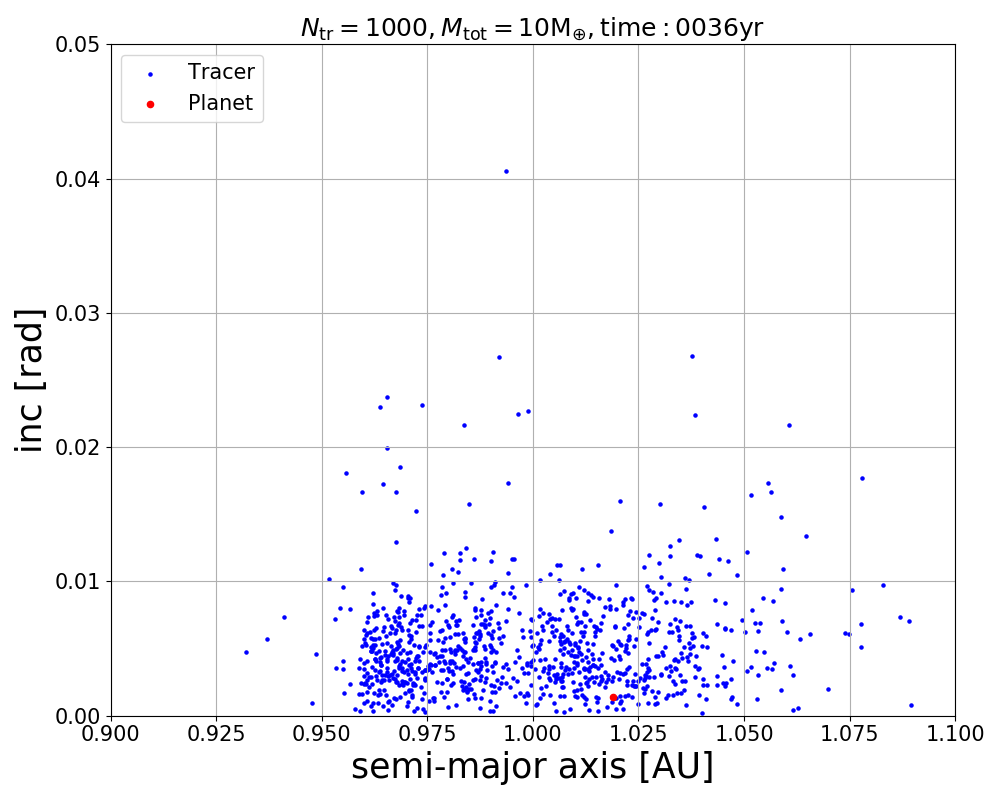 N_tr = 1000, M_tot = 10M_⊕, time : 0036yr
Tracer
Planet
inc [rad]
0.05
0.04
0.03
0.02
0.01
0.00
0.900 0.925 0.950 0.975 1.000 1.025 1.050 1.075 1.100
semi-major axis [AU]